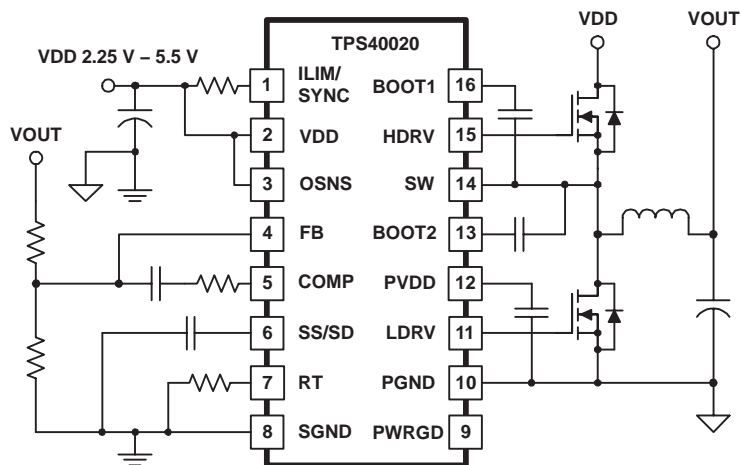 VDD
VOUT
TPS40020
VDD 2.25 V – 5.5 V
1 ILIM/SYNC
BOOT1 16
VOUT
2 VDD
HDRV 15
3 OSNS
SW 14
4 FB
BOOT2 13
5 COMP
PVDD 12
6 SS/SD
LDRV 11
7 RT
PGND 10
8 SGND
PWRGD 9